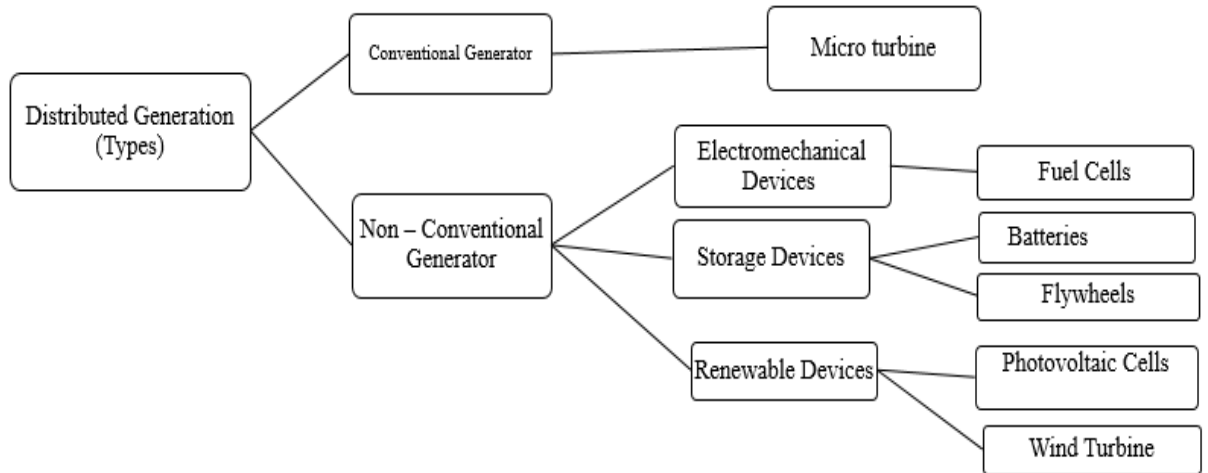 Distributed Generation
(Types)
Conventional Generator
Micro turbine
Non – Conventional
Generator
Electromechanical
Devices
Fuel Cells
Storage Devices
Batteries
Flywheels
Renewable Devices
Photovoltaic Cells
Wind Turbine